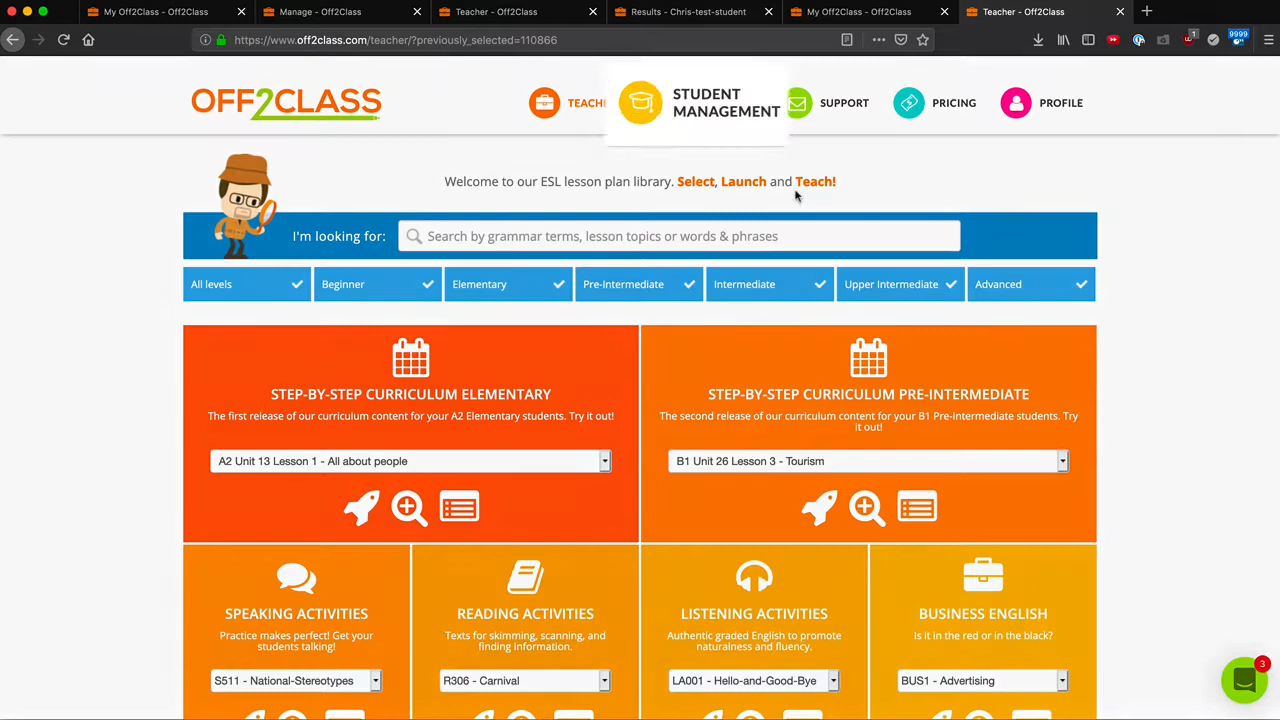 My Off2Class - Off2Class
Manage - Off2Class
Teacher - Off2Class
Results - Chris-test-student
My Off2Class - Off2Class
Teacher - Off2Class
https://www.off2class.com/teacher/?previously_selected=110866
1
9999
OFF2CLASS
TEACHE
STUDENT
MANAGEMENT
SUPPORT
PRICING
PROFILE
Welcome to our ESL lesson plan library. Select, Launch and Teach!
I'm looking for:
Search by grammar terms, lesson topics or words & phrases
All levels
Beginner
Elementary
Pre-Intermediate
Intermediate
Upper Intermediate
Advanced
STEP-BY-STEP CURRICULUM ELEMENTARY
The first release of our curriculum content for your A2 Elementary students. Try it out!
A2 Unit 13 Lesson 1 - All about people
STEP-BY-STEP CURRICULUM PRE-INTERMEDIATE
The second release of our curriculum content for your B1 Pre-Intermediate students. Try
it out!
B1 Unit 26 Lesson 3 - Tourism
SPEAKING ACTIVITIES
Practice makes perfect! Get your
students talking!
S511 - National-Stereotypes
READING ACTIVITIES
Texts for skimming, scanning, and
finding information.
R306 - Carnival
LISTENING ACTIVITIES
Authentic graded English to promote
naturalness and fluency.
LA001 - Hello-and-Good-Bye
BUSINESS ENGLISH
Is it in the red or in the black?
BUS1 - Advertising
3